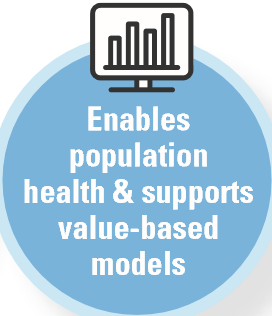 Enables
population
health & supports
value-based
models